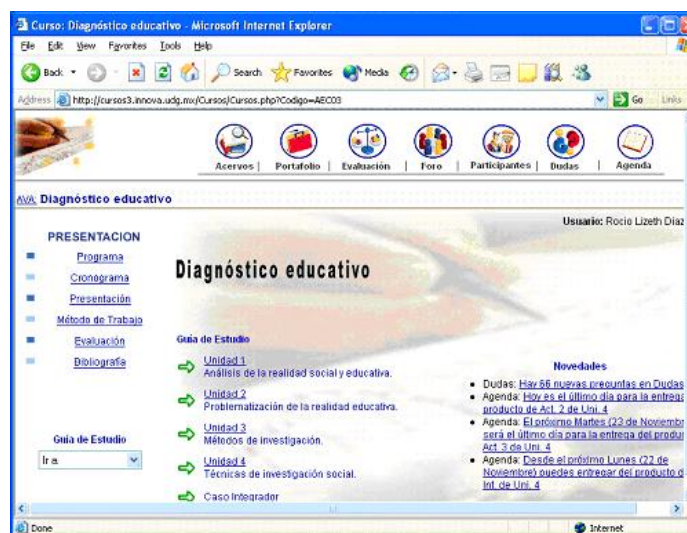 Curso: Diagnóstico educativo - Microsoft Internet Explorer
File Edit View Favorites Tools Help
Back Search Favorites Media
Address http://cursos3.innova.udg.mx/Cursos/Cursos.php?Codigo=AEC03 Go Links
Acervos | Portafolio | Evaluación | Foro | Participantes | Dudas | Agenda
AVA: Diagnóstico educativo
Usuario: Rocio Lizeth Diaz
PRESENTACION
Programa
Cronograma
Presentación
Método de Trabajo
Evaluación
Bibliografía
Guia de Estudio
Ir a
Diagnóstico educativo
Guia de Estudio
Unidad 1
Análisis de la realidad social y educativa.
Unidad 2
Problematización de la realidad educativa.
Unidad 3
Métodos de investigación.
Unidad 4
Técnicas de investigación social.
Caso Integrador
Novedades
Dudas: Hay 66 nuevas preguntas en Dudas
Agenda: Hoy es el último día para la entrega
producto de Act. 2 de Uni. 4
Agenda: El próximo Martes (23 de Noviembr
será el último día para la entrega del produc
Act. 3 de Uni. 4
Agenda: Desde el próximo Lunes (22 de
Noviembre) puedes entregar del producto d
Int. de Uni. 4
Done Internet